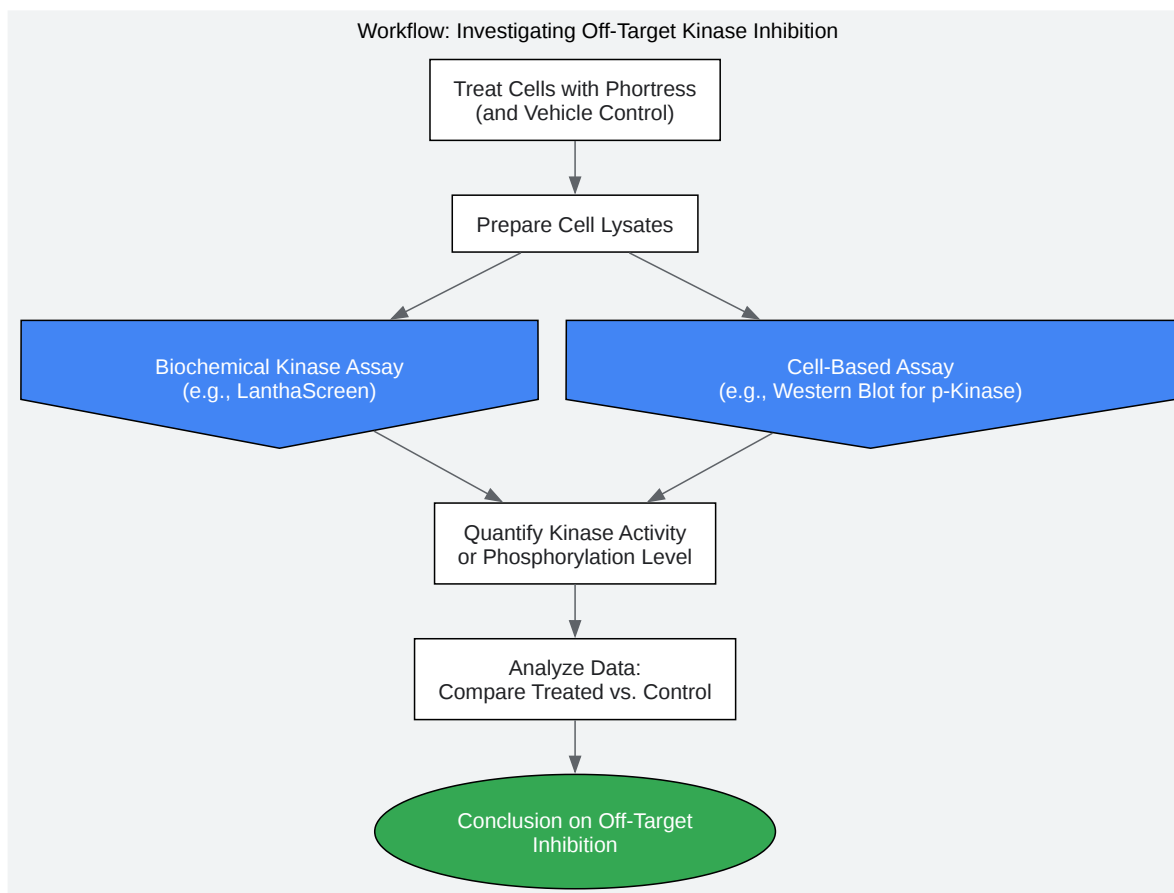 Workflow: Investigating Off-Target Kinase Inhibition
Treat Cells with Phortress
(and Vehicle Control)
Prepare Cell Lysates
Biochemical Kinase Assay
(e.g., LanthaScreen)
Cell-Based Assay
(e.g., Western Blot for p-Kinase)
Quantify Kinase Activity
or Phosphorylation Level
Analyze Data:
Compare Treated vs. Control
Conclusion on Off-Target
Inhibition